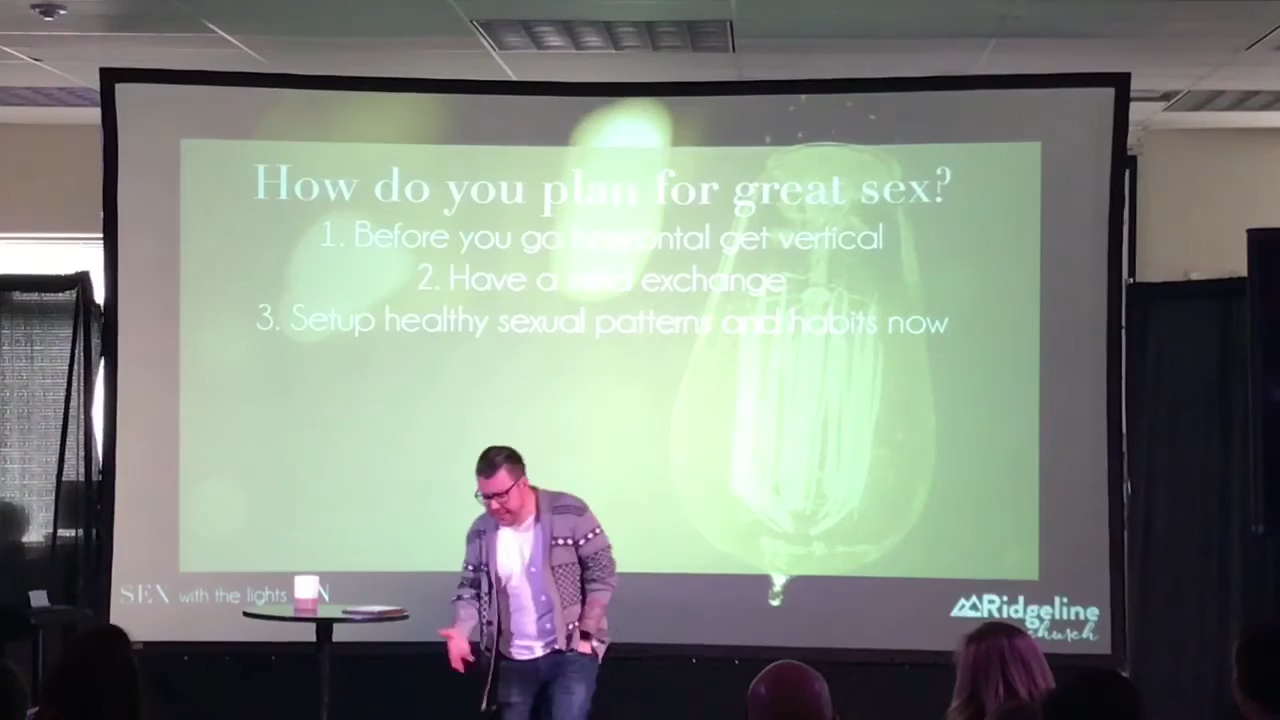 How do you plan for great sex?
1. Before you go horizontal get vertical
2. Have a exchange
3. Setup healthy sexual patterns and habits now
SEX with the lights
Ridgeline
church